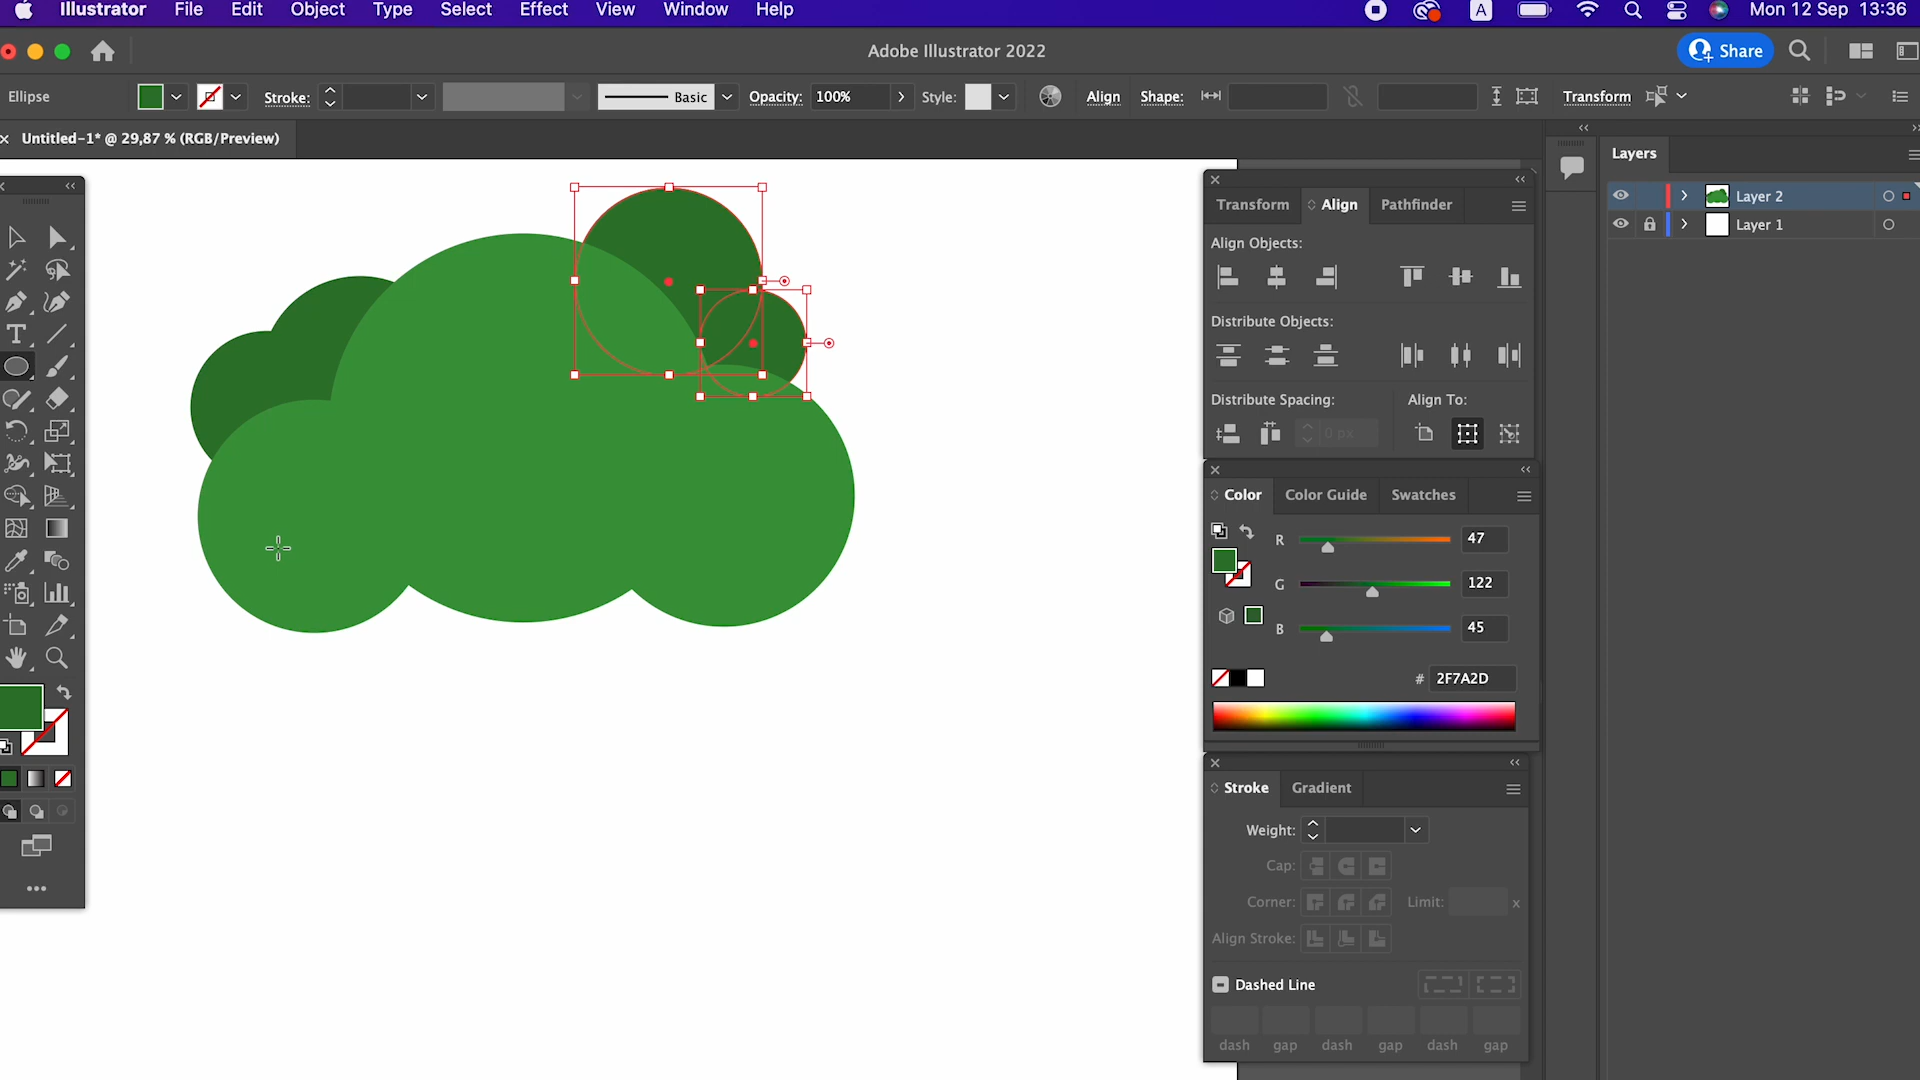 Illustrator File Edit Object Type Select Effect View Window Help A Mon 12 Sep 13:36
Adobe Illustrator 2022 Share
Ellipse Stroke: Basic Opacity: 100% Style: Align Shape: Transform
Untitled-1* @ 29,87 % (RGB/Preview)
Layers
Layer 2
Layer 1
Transform Align Pathfinder
Align Objects:
Distribute Objects:
Distribute Spacing: Align To:
0 px
Color Color Guide Swatches
R 47
G 122
B 45
# 2F7A2D
Stroke Gradient
Weight:
Cap:
Corner: Limit: x
Align Stroke:
Dashed Line
dash gap dash gap dash gap